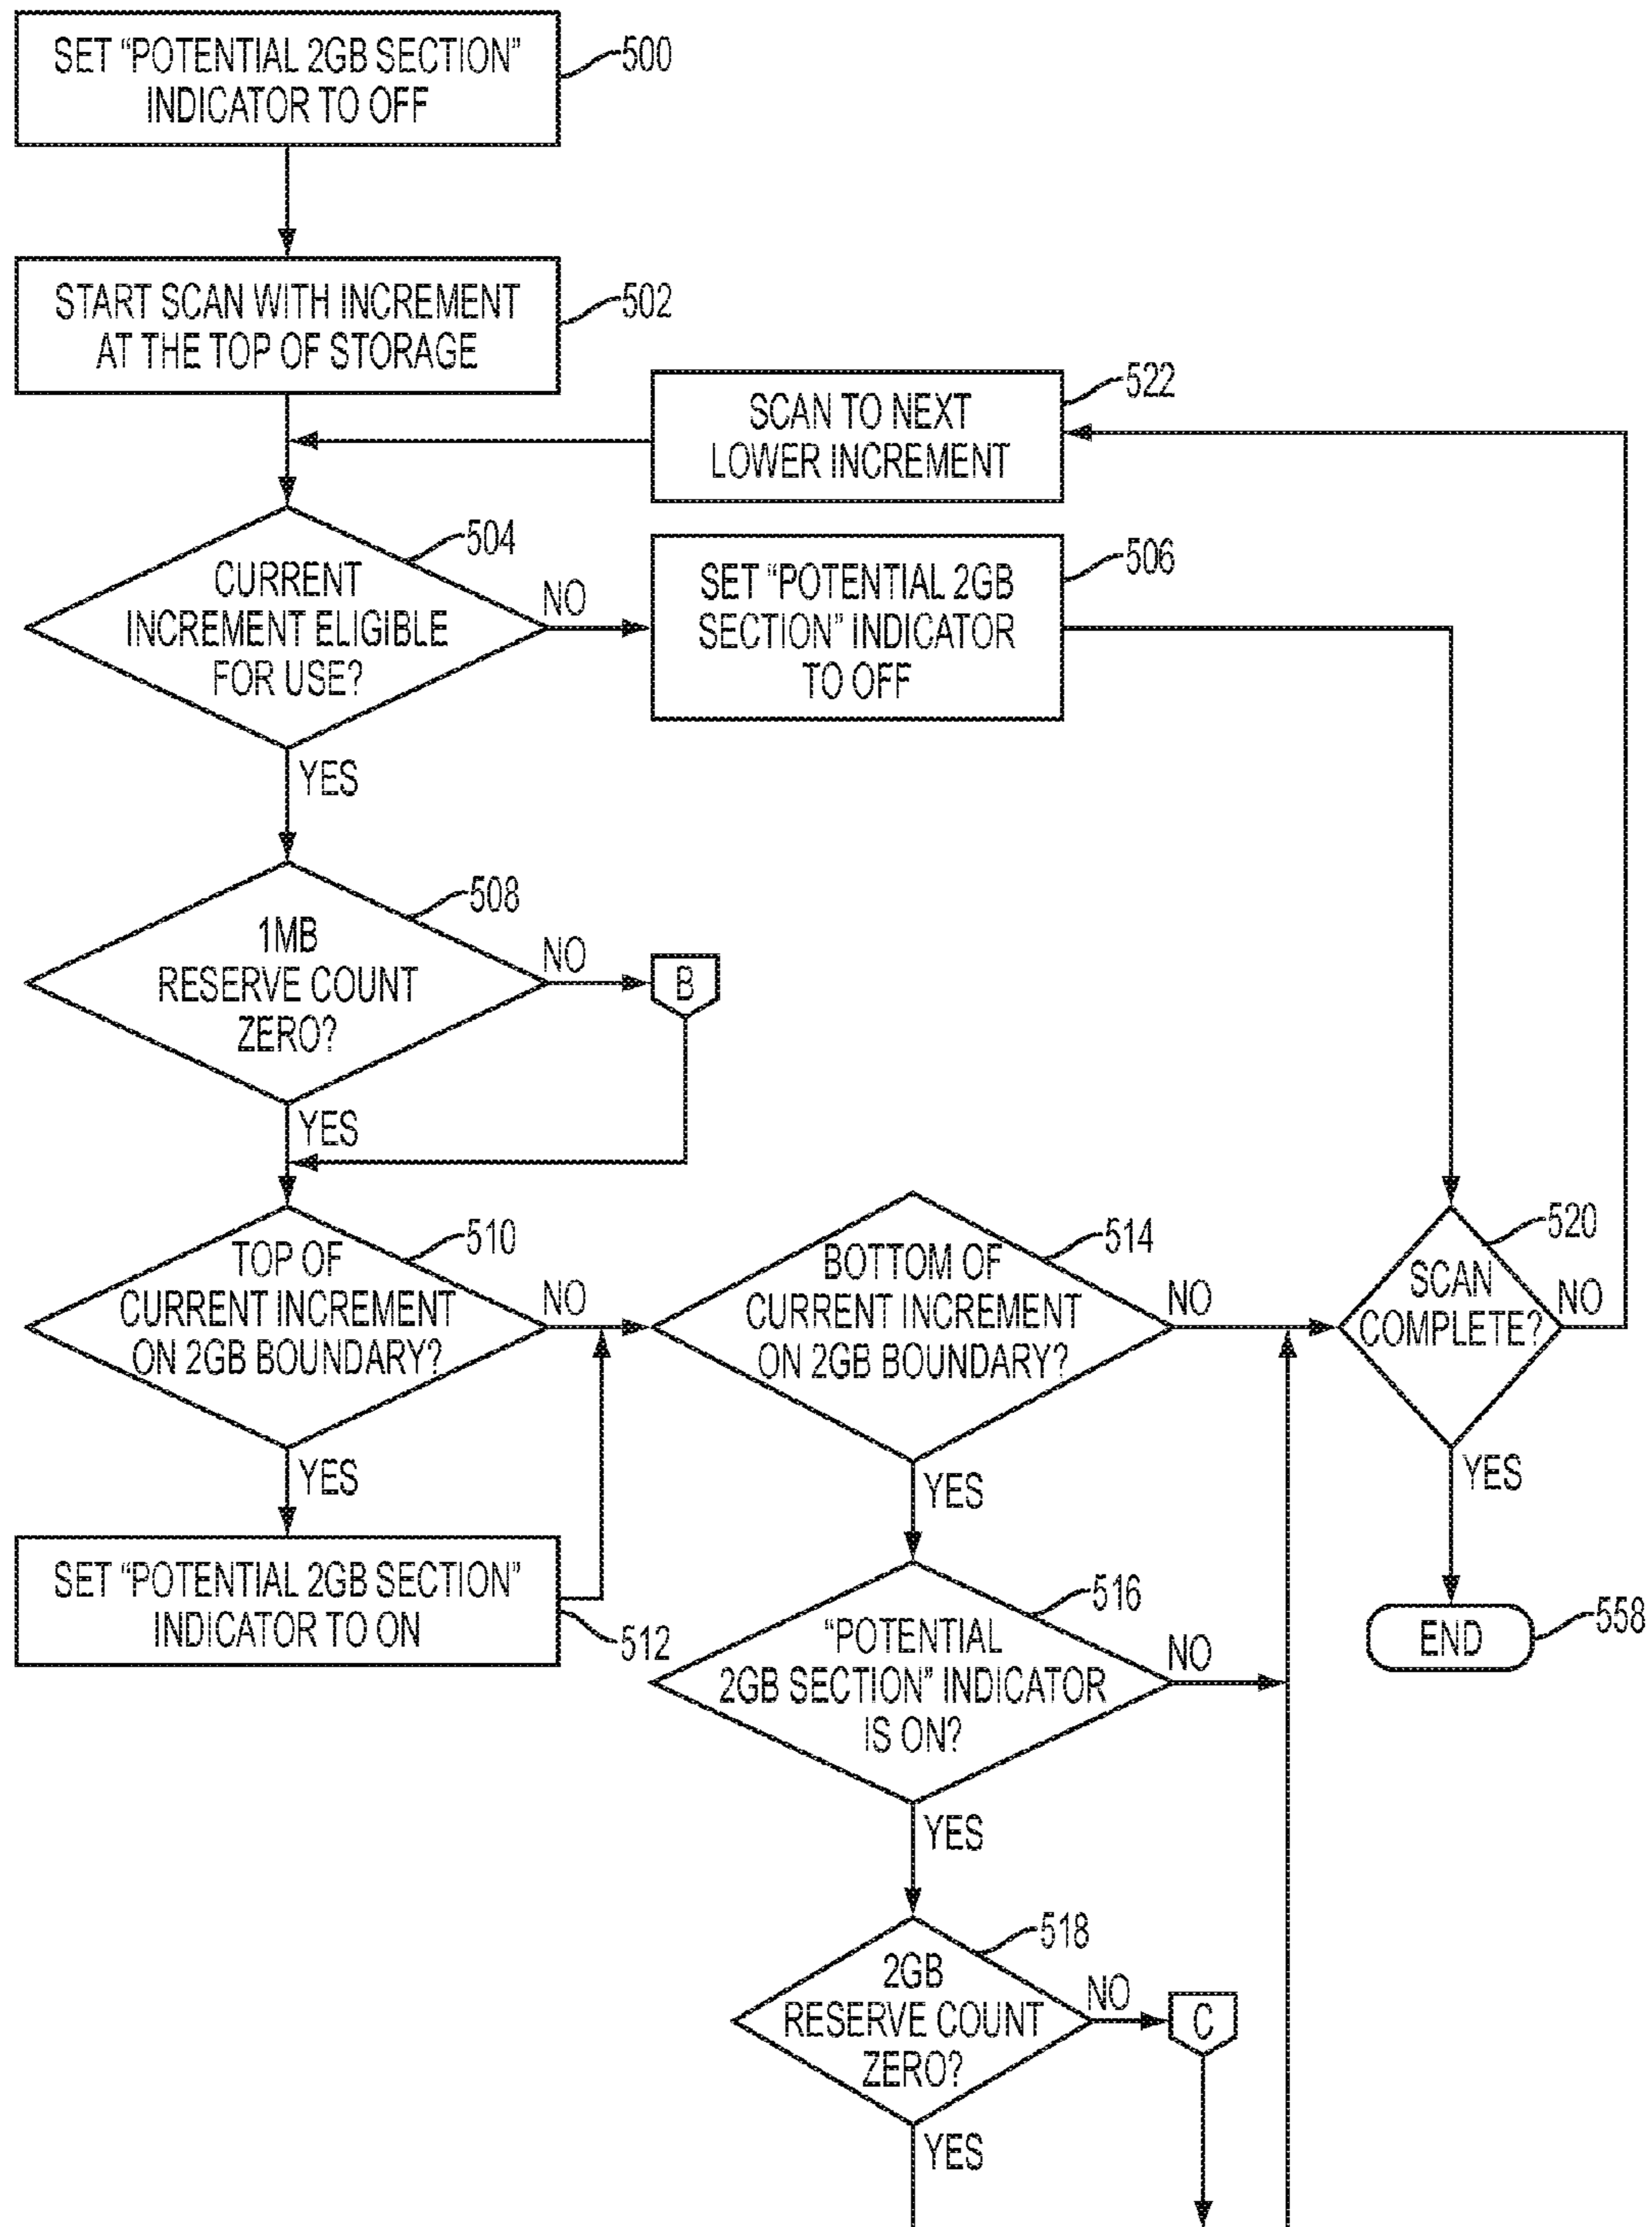 SET “POTENTIAL 2GB SECTION”
INDICATOR TO OFF
500
START SCAN WITH INCREMENT
AT THE TOP OF STORAGE
502
SCAN TO NEXT
LOWER INCREMENT
522
CURRENT
INCREMENT ELIGIBLE
FOR USE?
504
NO
YES
SET “POTENTIAL 2GB
SECTION” INDICATOR
TO OFF
506
1MB
RESERVE COUNT
ZERO?
508
NO
YES
B
TOP OF
CURRENT INCREMENT
ON 2GB BOUNDARY?
510
NO
YES
BOTTOM OF
CURRENT INCREMENT
ON 2GB BOUNDARY?
514
NO
YES
SCAN
COMPLETE?
520
NO
YES
SET “POTENTIAL 2GB SECTION”
INDICATOR TO ON
512
“POTENTIAL
2GB SECTION” INDICATOR
IS ON?
516
NO
YES
END
558
2GB
RESERVE COUNT
ZERO?
518
NO
YES
C